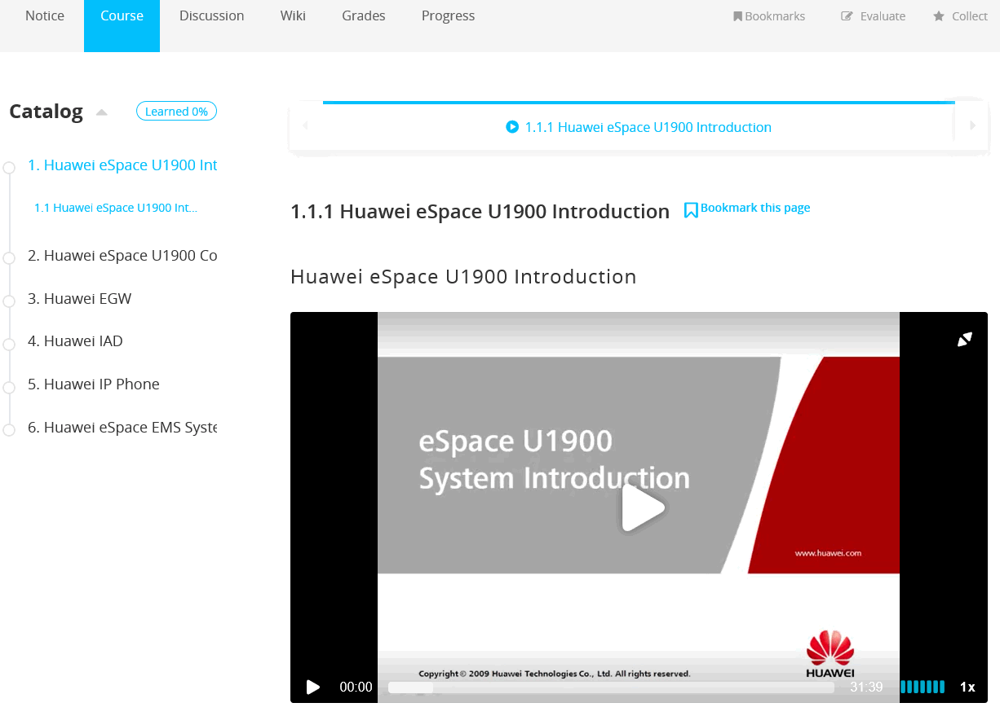 Notice Course Discussion Wiki Grades Progress Bookmarks Evaluate Collect
Catalog Learned 0%
1. Huawei eSpace U1900 Int
1.1 Huawei eSpace U1900 Int...
2. Huawei eSpace U1900 Co
3. Huawei EGW
4. Huawei IAD
5. Huawei IP Phone
6. Huawei eSpace EMS Syste
1.1.1 Huawei eSpace U1900 Introduction
1.1.1 Huawei eSpace U1900 Introduction Bookmark this page
Huawei eSpace U1900 Introduction
eSpace U1900
System Introduction
www.huawei.com
HUAWEI
Copyright © 2009 Huawei Technologies Co., Ltd. All rights reserved.
00:00 31:39 1x